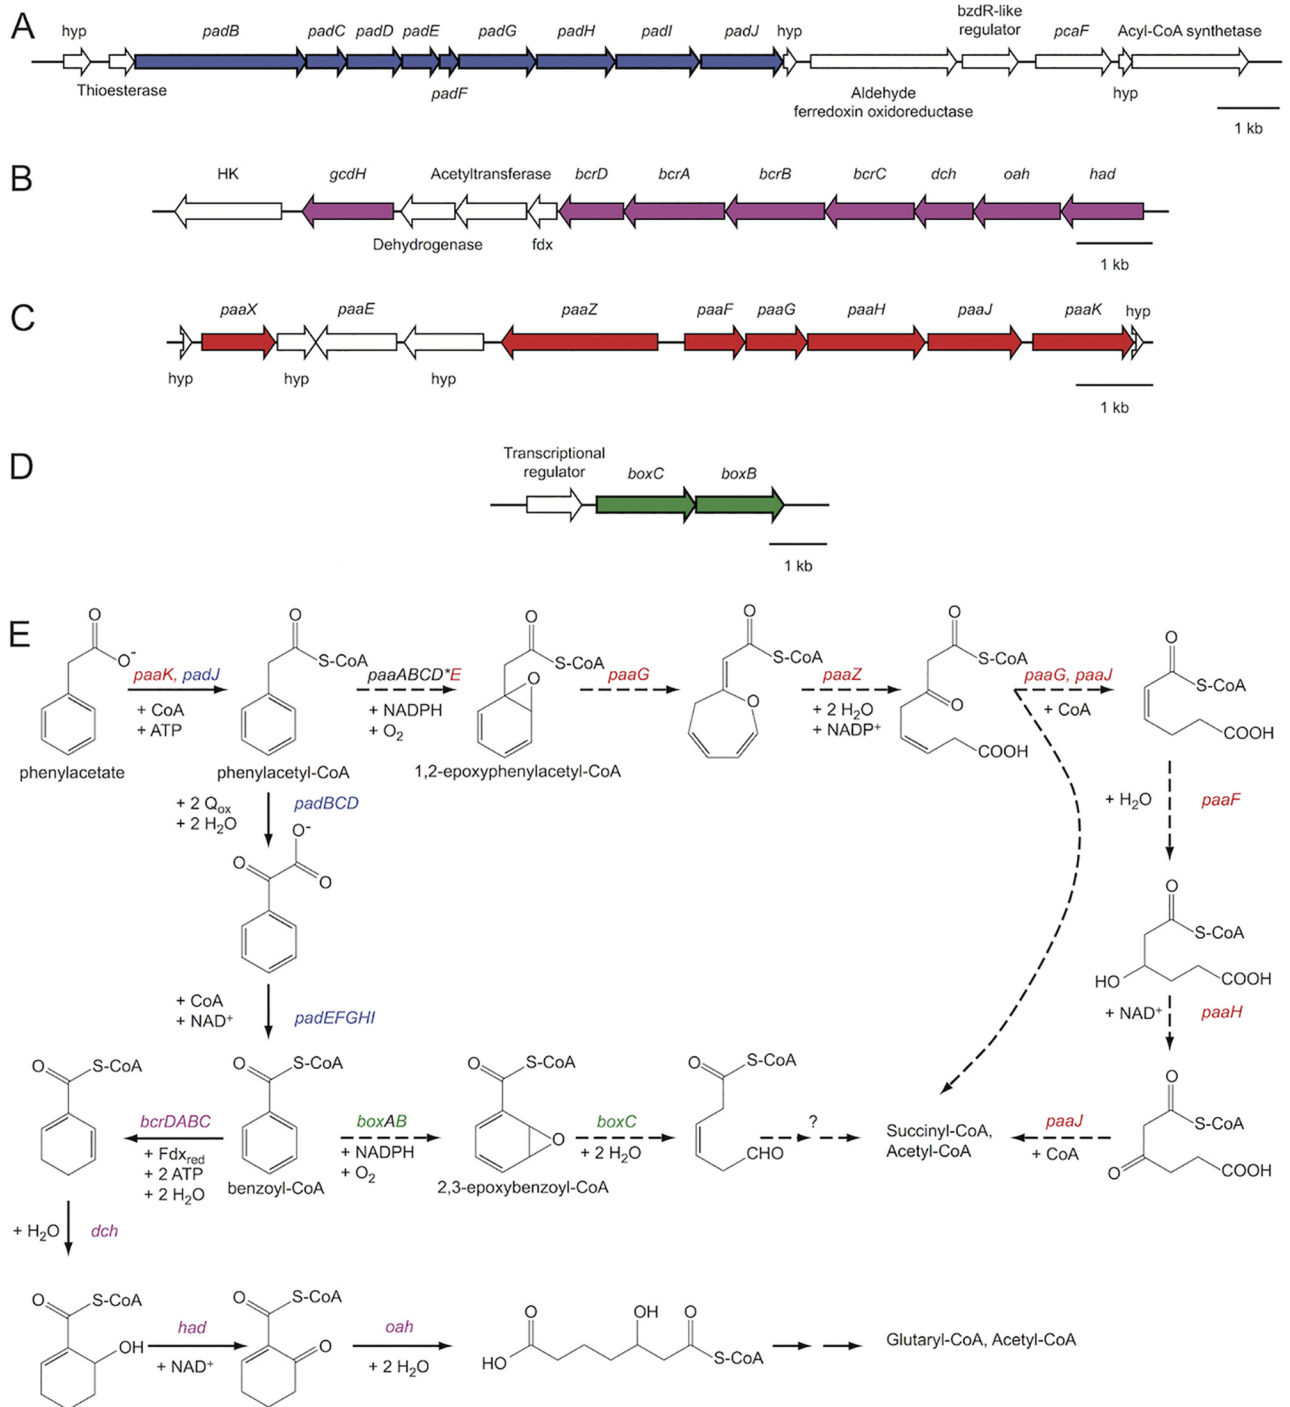 A
hyp
padB
padC
padD
padE
padG
padH
padI
padJ
hyp
bzdR-like
regulator
pcaF
Acyl-CoA synthetase
Thioesterase
padF
Aldehyde
ferredoxin oxidoreductase
hyp
1 kb
B
HK
gcdH
Acetyltransferase
bcrD
bcrA
bcrB
bcrC
dch
oah
had
Dehydrogenase
fdx
1 kb
C
paaX
paaE
paaZ
paaF
paaG
paaH
paaJ
paaK
hyp
hyp
hyp
hyp
1 kb
D
Transcriptional
regulator
boxC
boxB
1 kb
E
O
O-
paaK, padJ
+ CoA
+ ATP
phenylacetate
O
S-CoA
paaABCD*E
+ NADPH
+ O2
phenylacetyl-CoA
O
S-CoA
O
paaG
1,2-epoxyphenylacetyl-CoA
O
S-CoA
O
paaZ
+ 2 H2O
+ NADP+
O
S-CoA
O
COOH
paaG, paaJ
+ CoA
O
S-CoA
COOH
+ 2 Qox
+ 2 H2O
padBCD
+ H2O
paaF
O-
O
O
O
S-CoA
HO
COOH
+ CoA
+ NAD+
padEFGHI
+ NAD+
paaH
O
S-CoA
bcrDABC
+ Fdxred
+ 2 ATP
+ 2 H2O
O
S-CoA
benzoyl-CoA
boxAB
+ NADPH
+ O2
O
S-CoA
O
2,3-epoxybenzoyl-CoA
boxC
+ 2 H2O
O
S-CoA
CHO
?
Succinyl-CoA,
Acetyl-CoA
paaJ
+ CoA
O
S-CoA
O
COOH
+ H2O
dch
O
S-CoA
OH
had
+ NAD+
O
S-CoA
O
oah
+ 2 H2O
O
HO
OH
O
S-CoA
Glutaryl-CoA, Acetyl-CoA